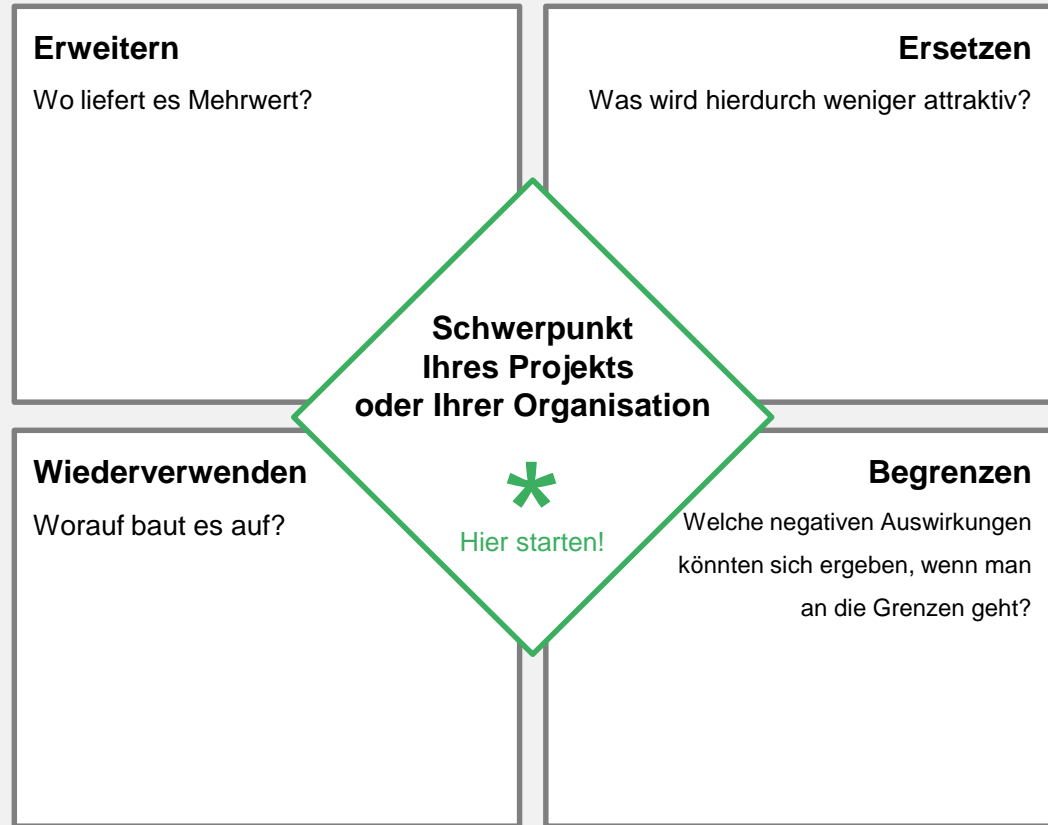 Erweitern
Wo liefert es Mehrwert?
Ersetzen
Was wird hierdurch weniger attraktiv?
Schwerpunkt
Ihres Projekts
oder Ihrer Organisation
*
Hier starten!
Wiederverwenden
Worauf baut es auf?
Begrenzen
Welche negativen Auswirkungen
könnten sich ergeben, wenn man
an die Grenzen geht?